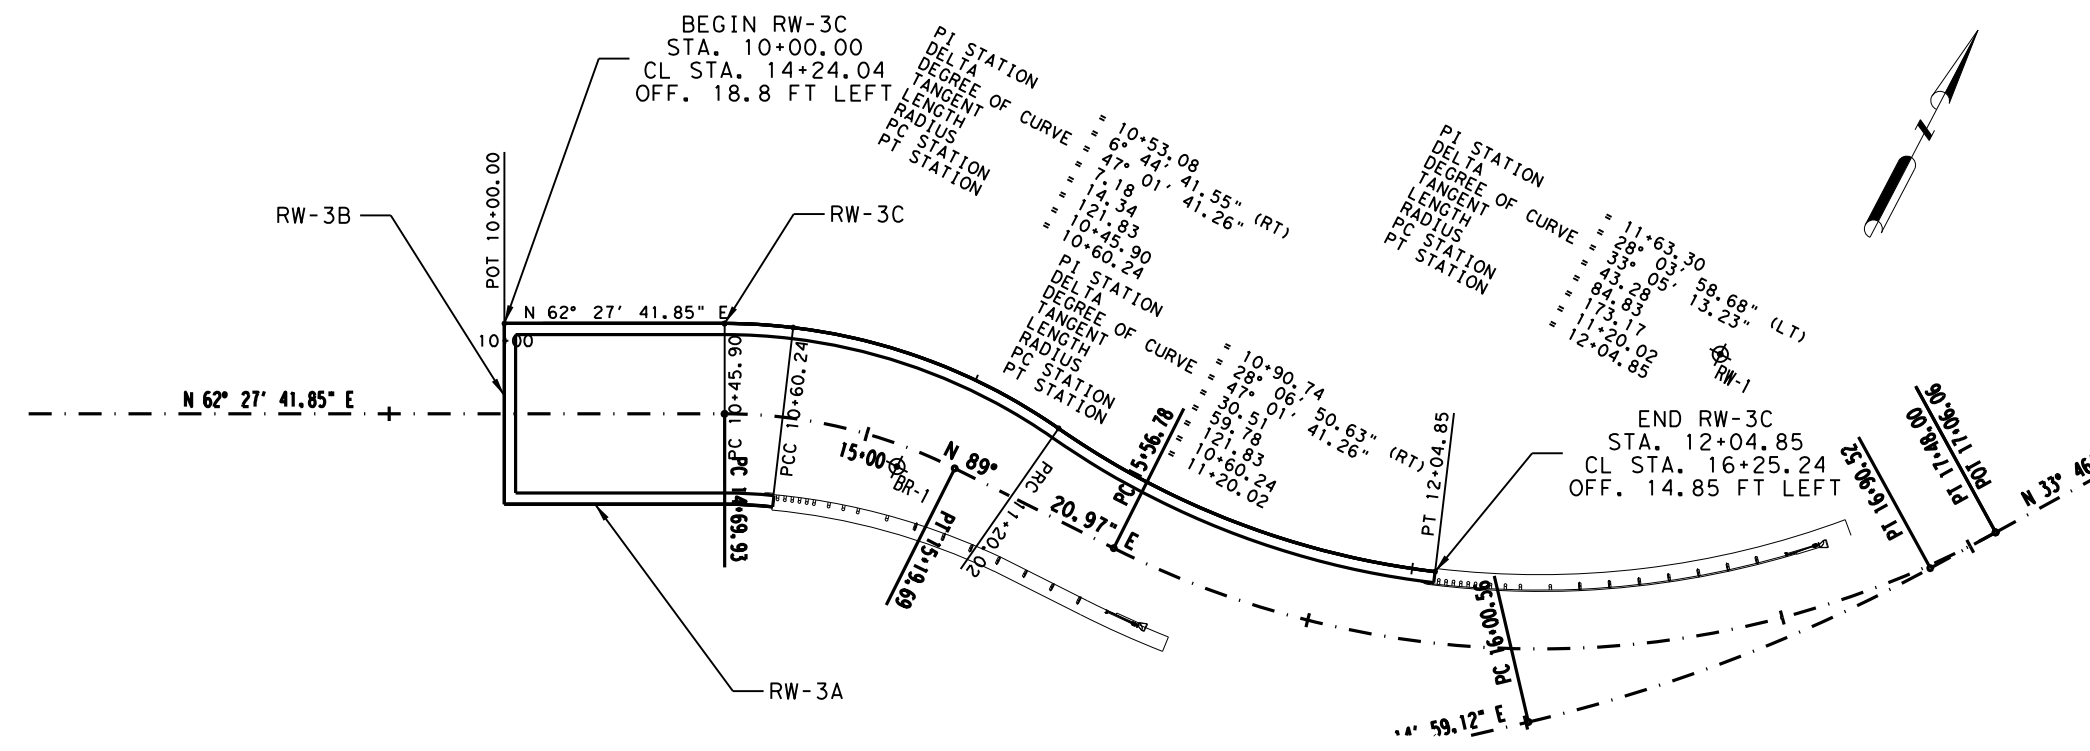 BEGIN RW-3C
STA. 10+00.00
CL STA. 14+24.04
OFF. 18.8 FT LEFT
RW-3B
POT 10+00.00
RW-3C
N 62° 27' 41.85" E
10+00
N 62° 27' 41.85" E
PC 10+45.90
PCC 10+60.24
PC 14+69.93
RW-3A
PI STATION = 10+53.08
DELTA = 6° 44' 41.55" (RT)
DEGREE OF CURVE = 47° 01' 41.26"
TANGENT = 7.18
LENGTH = 14.34
RADIUS = 121.83
PC STATION = 10+45.90
PT STATION = 10+60.24
PI STATION = 10+90.74
DELTA = 28° 06' 50.63" (RT)
DEGREE OF CURVE = 47° 01' 41.26"
TANGENT = 30.51
LENGTH = 59.78
RADIUS = 121.83
PC STATION = 10+60.24
PT STATION = 11+20.02
PI STATION = 11+63.30
DELTA = 28° 03' 58.68" (LT)
DEGREE OF CURVE = 33° 05' 13.23"
TANGENT = 43.28
LENGTH = 84.83
RADIUS = 173.17
PC STATION = 11+20.02
PT STATION = 12+04.85
15+00
BR-1
N 89° 20.97" E
PT 15+19.69
PRC 11+20.02
PC 15+56.78
RW-1
PT 12+04.85
END RW-3C
STA. 12+04.85
CL STA. 16+25.24
OFF. 14.85 FT LEFT
PC 16+00.56
PT 16+90.52
PT 17+48.00
POT 17+06.06
N 33° 46
14' 59.12" E
N